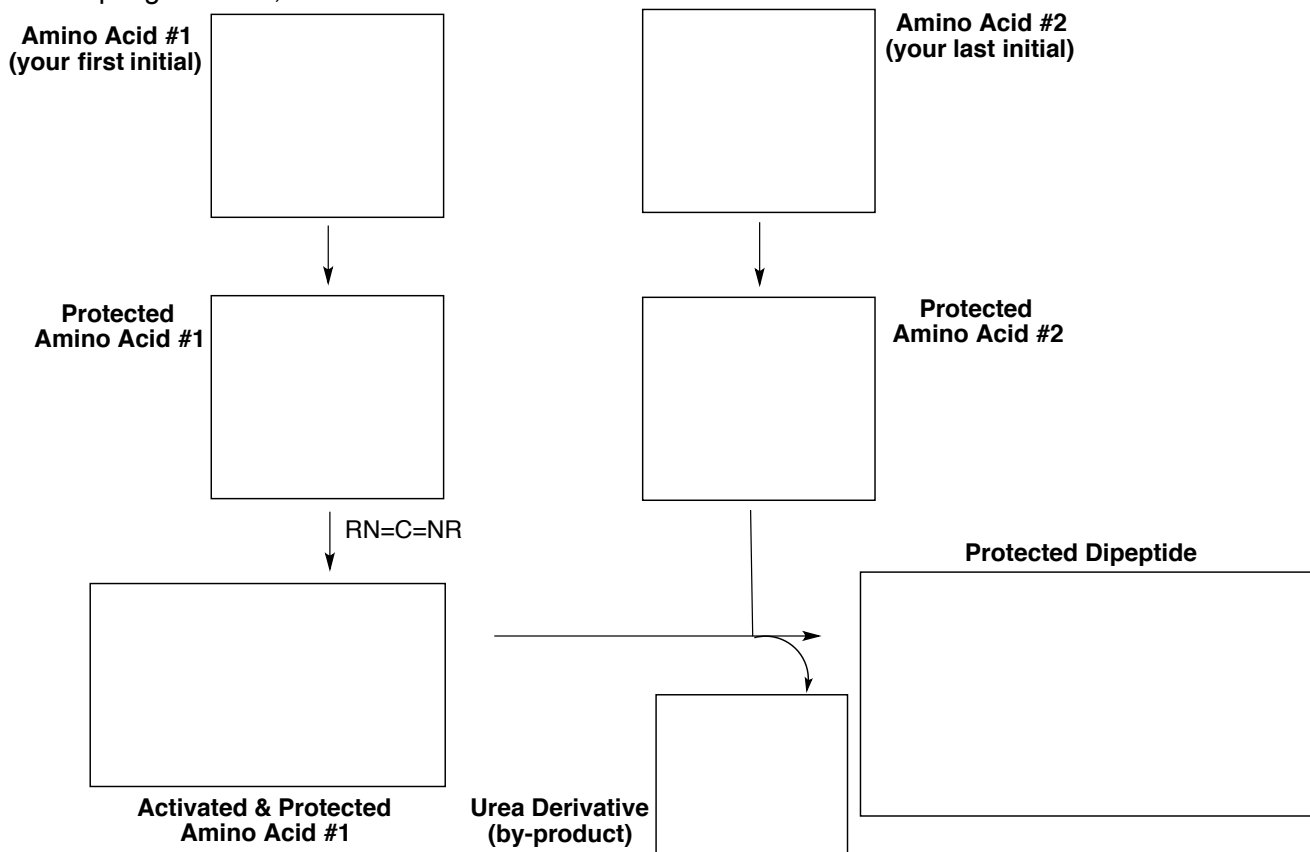 Amino Acid #1
(your first initial)
Amino Acid #2
(your last initial)
Protected
Amino Acid #1
Protected
Amino Acid #2
RN=C=NR
Protected Dipeptide
Activated & Protected
Amino Acid #1
Urea Derivative
(by-product)